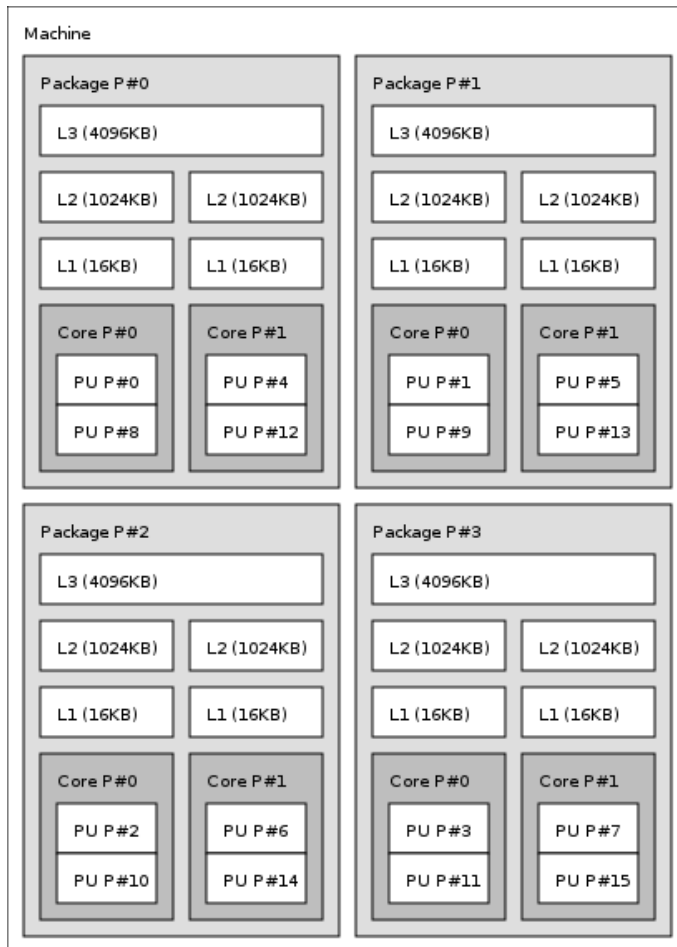 Machine
Package P#0
L3 (4096KB)
L2 (1024KB) L2 (1024KB)
L1 (16KB) L1 (16KB)
Core P#0 Core P#1
PU P#0 PU P#4
PU P#8 PU P#12
Package P#1
L3 (4096KB)
L2 (1024KB) L2 (1024KB)
L1 (16KB) L1 (16KB)
Core P#0 Core P#1
PU P#1 PU P#5
PU P#9 PU P#13
Package P#2
L3 (4096KB)
L2 (1024KB) L2 (1024KB)
L1 (16KB) L1 (16KB)
Core P#0 Core P#1
PU P#2 PU P#6
PU P#10 PU P#14
Package P#3
L3 (4096KB)
L2 (1024KB) L2 (1024KB)
L1 (16KB) L1 (16KB)
Core P#0 Core P#1
PU P#3 PU P#7
PU P#11 PU P#15